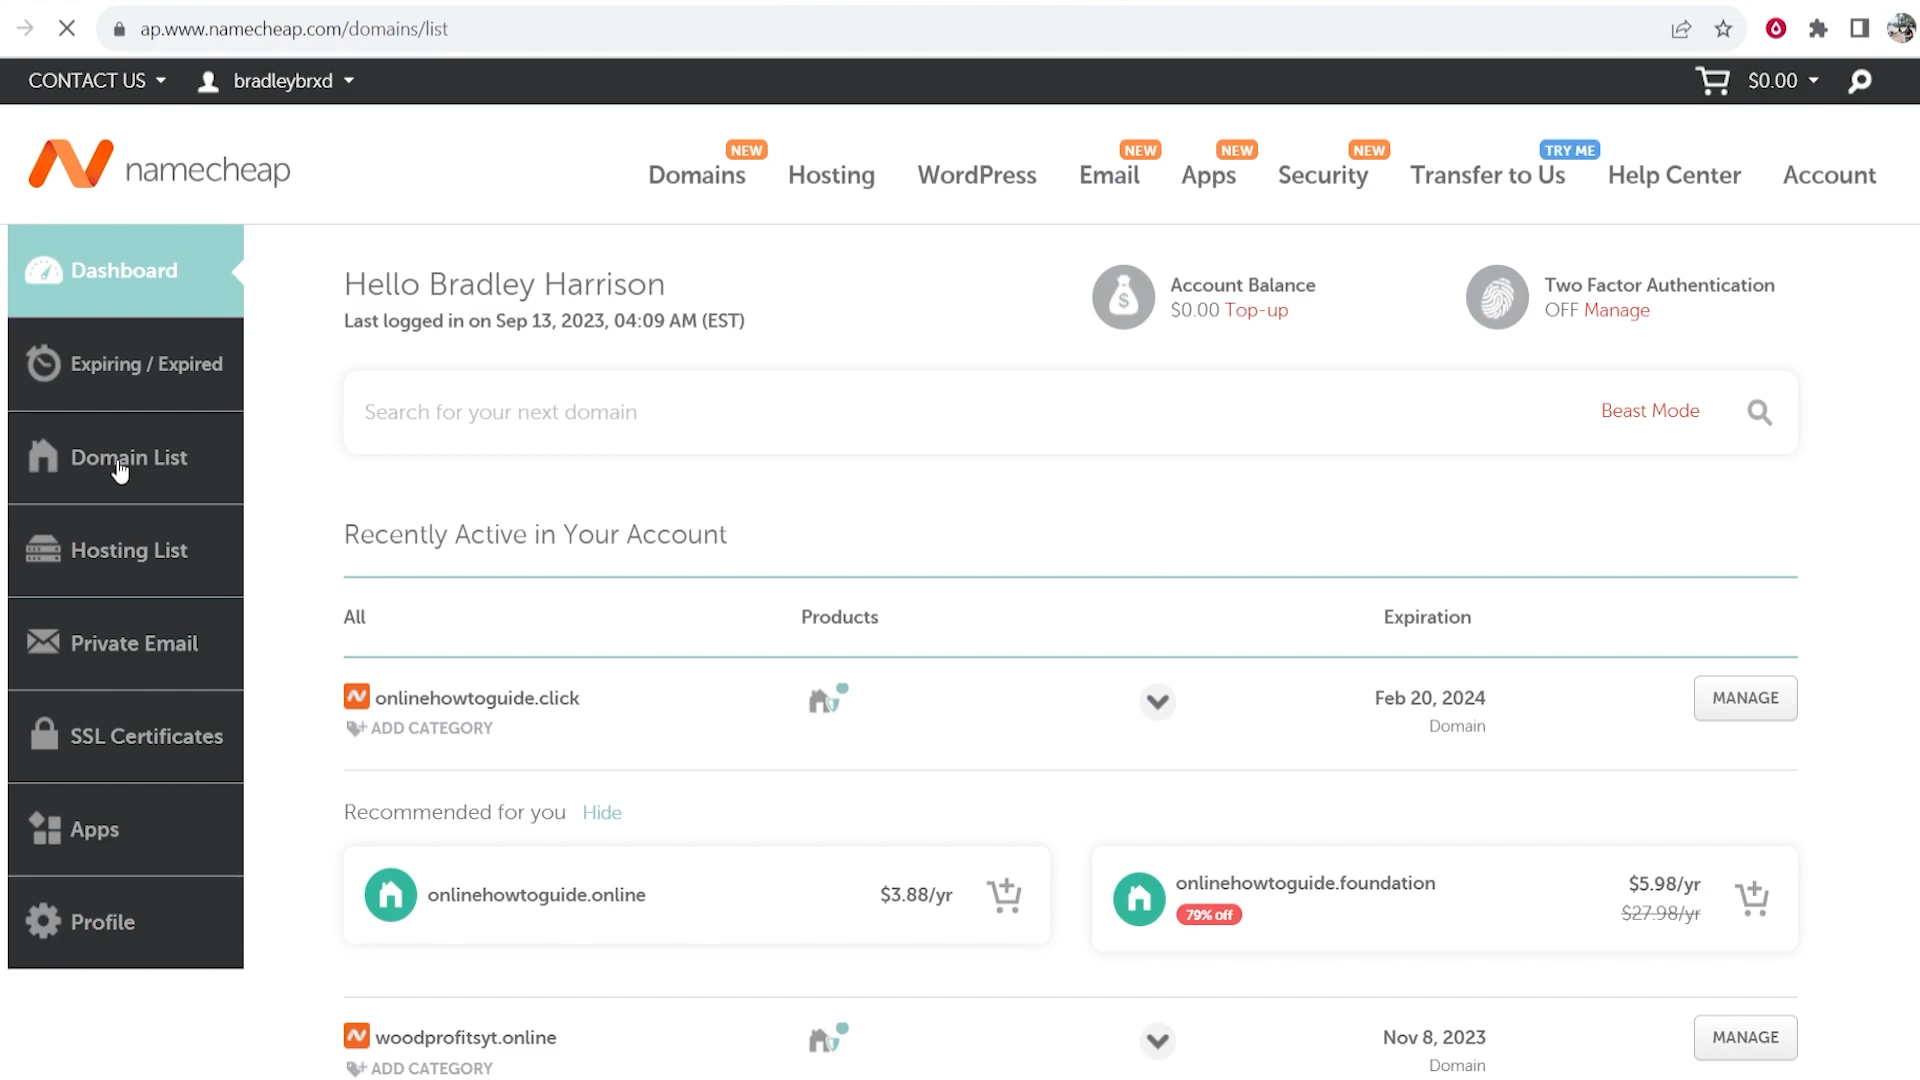 ap.www.namecheap.com/domains/list
CONTACT US
bradleybrxd
$0.00
namecheap
NEW
NEW
NEW
NEW
TRY ME
Domains
Hosting
WordPress
Email
Apps
Security
Transfer to Us
Help Center
Account
Dashboard
Expiring / Expired
Domain List
Hosting List
Private Email
SSL Certificates
Apps
Profile
Hello Bradley Harrison
Last logged in on Sep 13, 2023, 04:09 AM (EST)
Account Balance
$0.00 Top-up
Two Factor Authentication
OFF Manage
Search for your next domain
Beast Mode
Recently Active in Your Account
All
Products
Expiration
onlinehowtoguide.click
ADD CATEGORY
Feb 20, 2024
Domain
MANAGE
Recommended for you Hide
onlinehowtoguide.online
$3.88/yr
onlinehowtoguide.foundation
79% off
$5.98/yr
$27.98/yr
woodprofitsyt.online
ADD CATEGORY
Nov 8, 2023
Domain
MANAGE